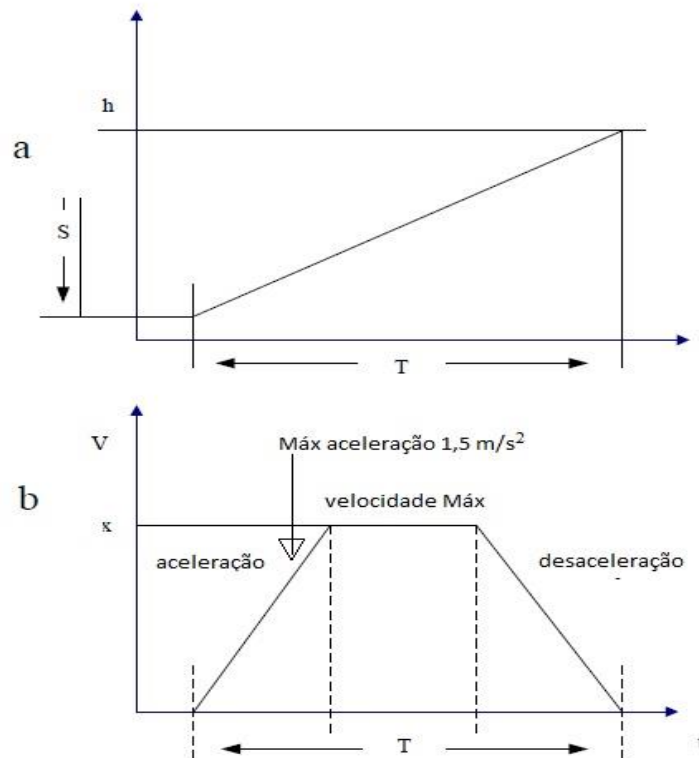 h
a
S
T
V
Máx aceleração 1,5 m/s²
b
velocidade Máx
x
aceleração
desaceleração
T